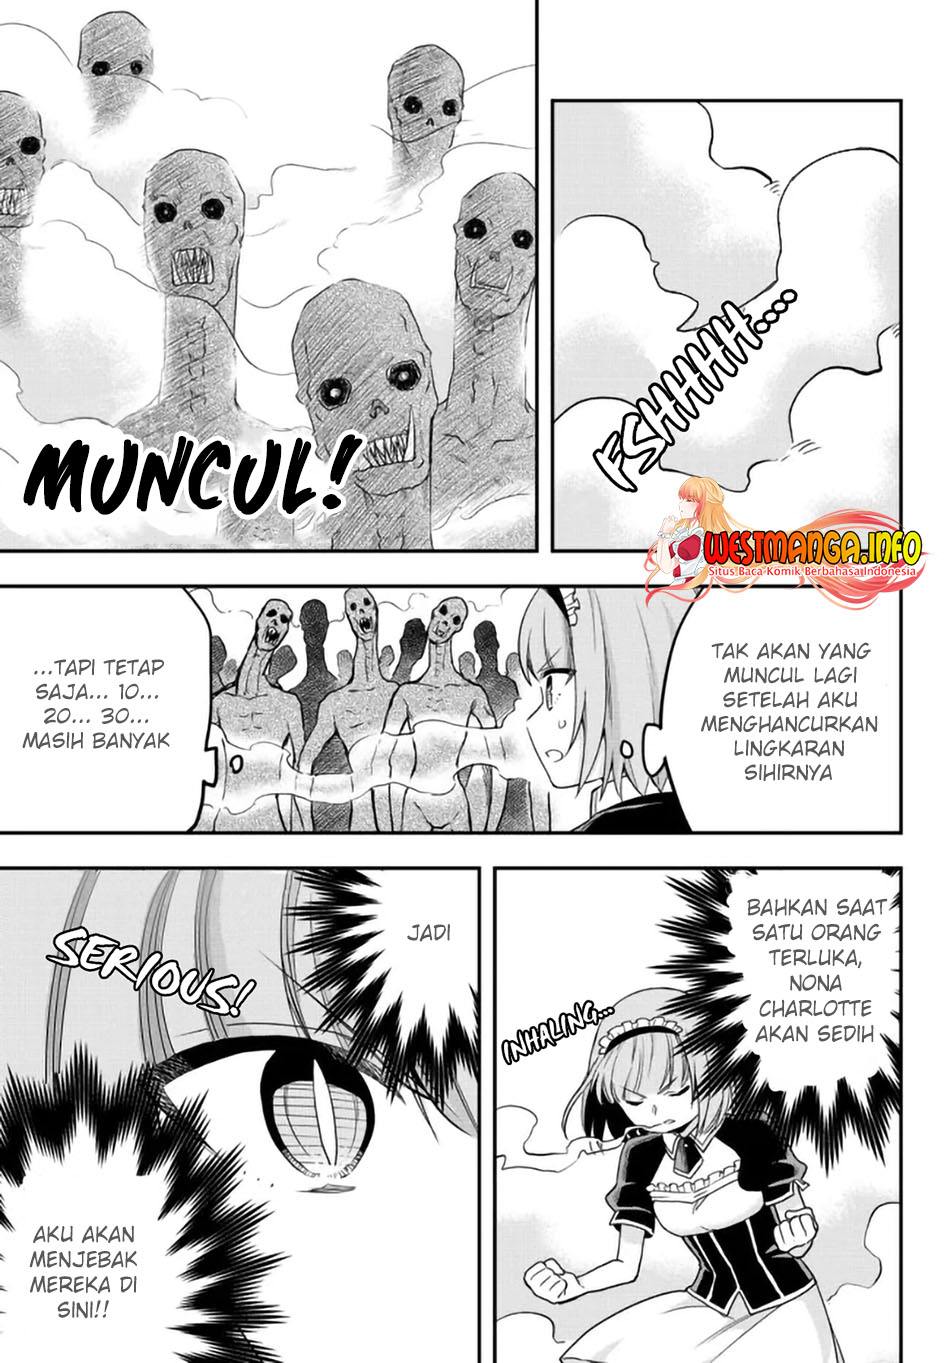 FSHHHHH....
MUNCUL!
WESTMANGA.INFO
Situs Baca Komik Berbahasa Indonesia
TAK AKAN YANG
MUNCUL LAGI
SETELAH AKU
MENGHANCURKAN
LINGKARAN
SIHIRNYA
...TAPI TETAP
SAJA... 10...
20... 30...
MASIH BANYAK
BAHKAN SAAT
SATU ORANG
TERLUKA,
NONA
CHARLOTTE
AKAN SEDIH
INHALING...
JADI
SERIOUS!
AKU AKAN
MENJEBAK
MEREKA DI
SINI!!